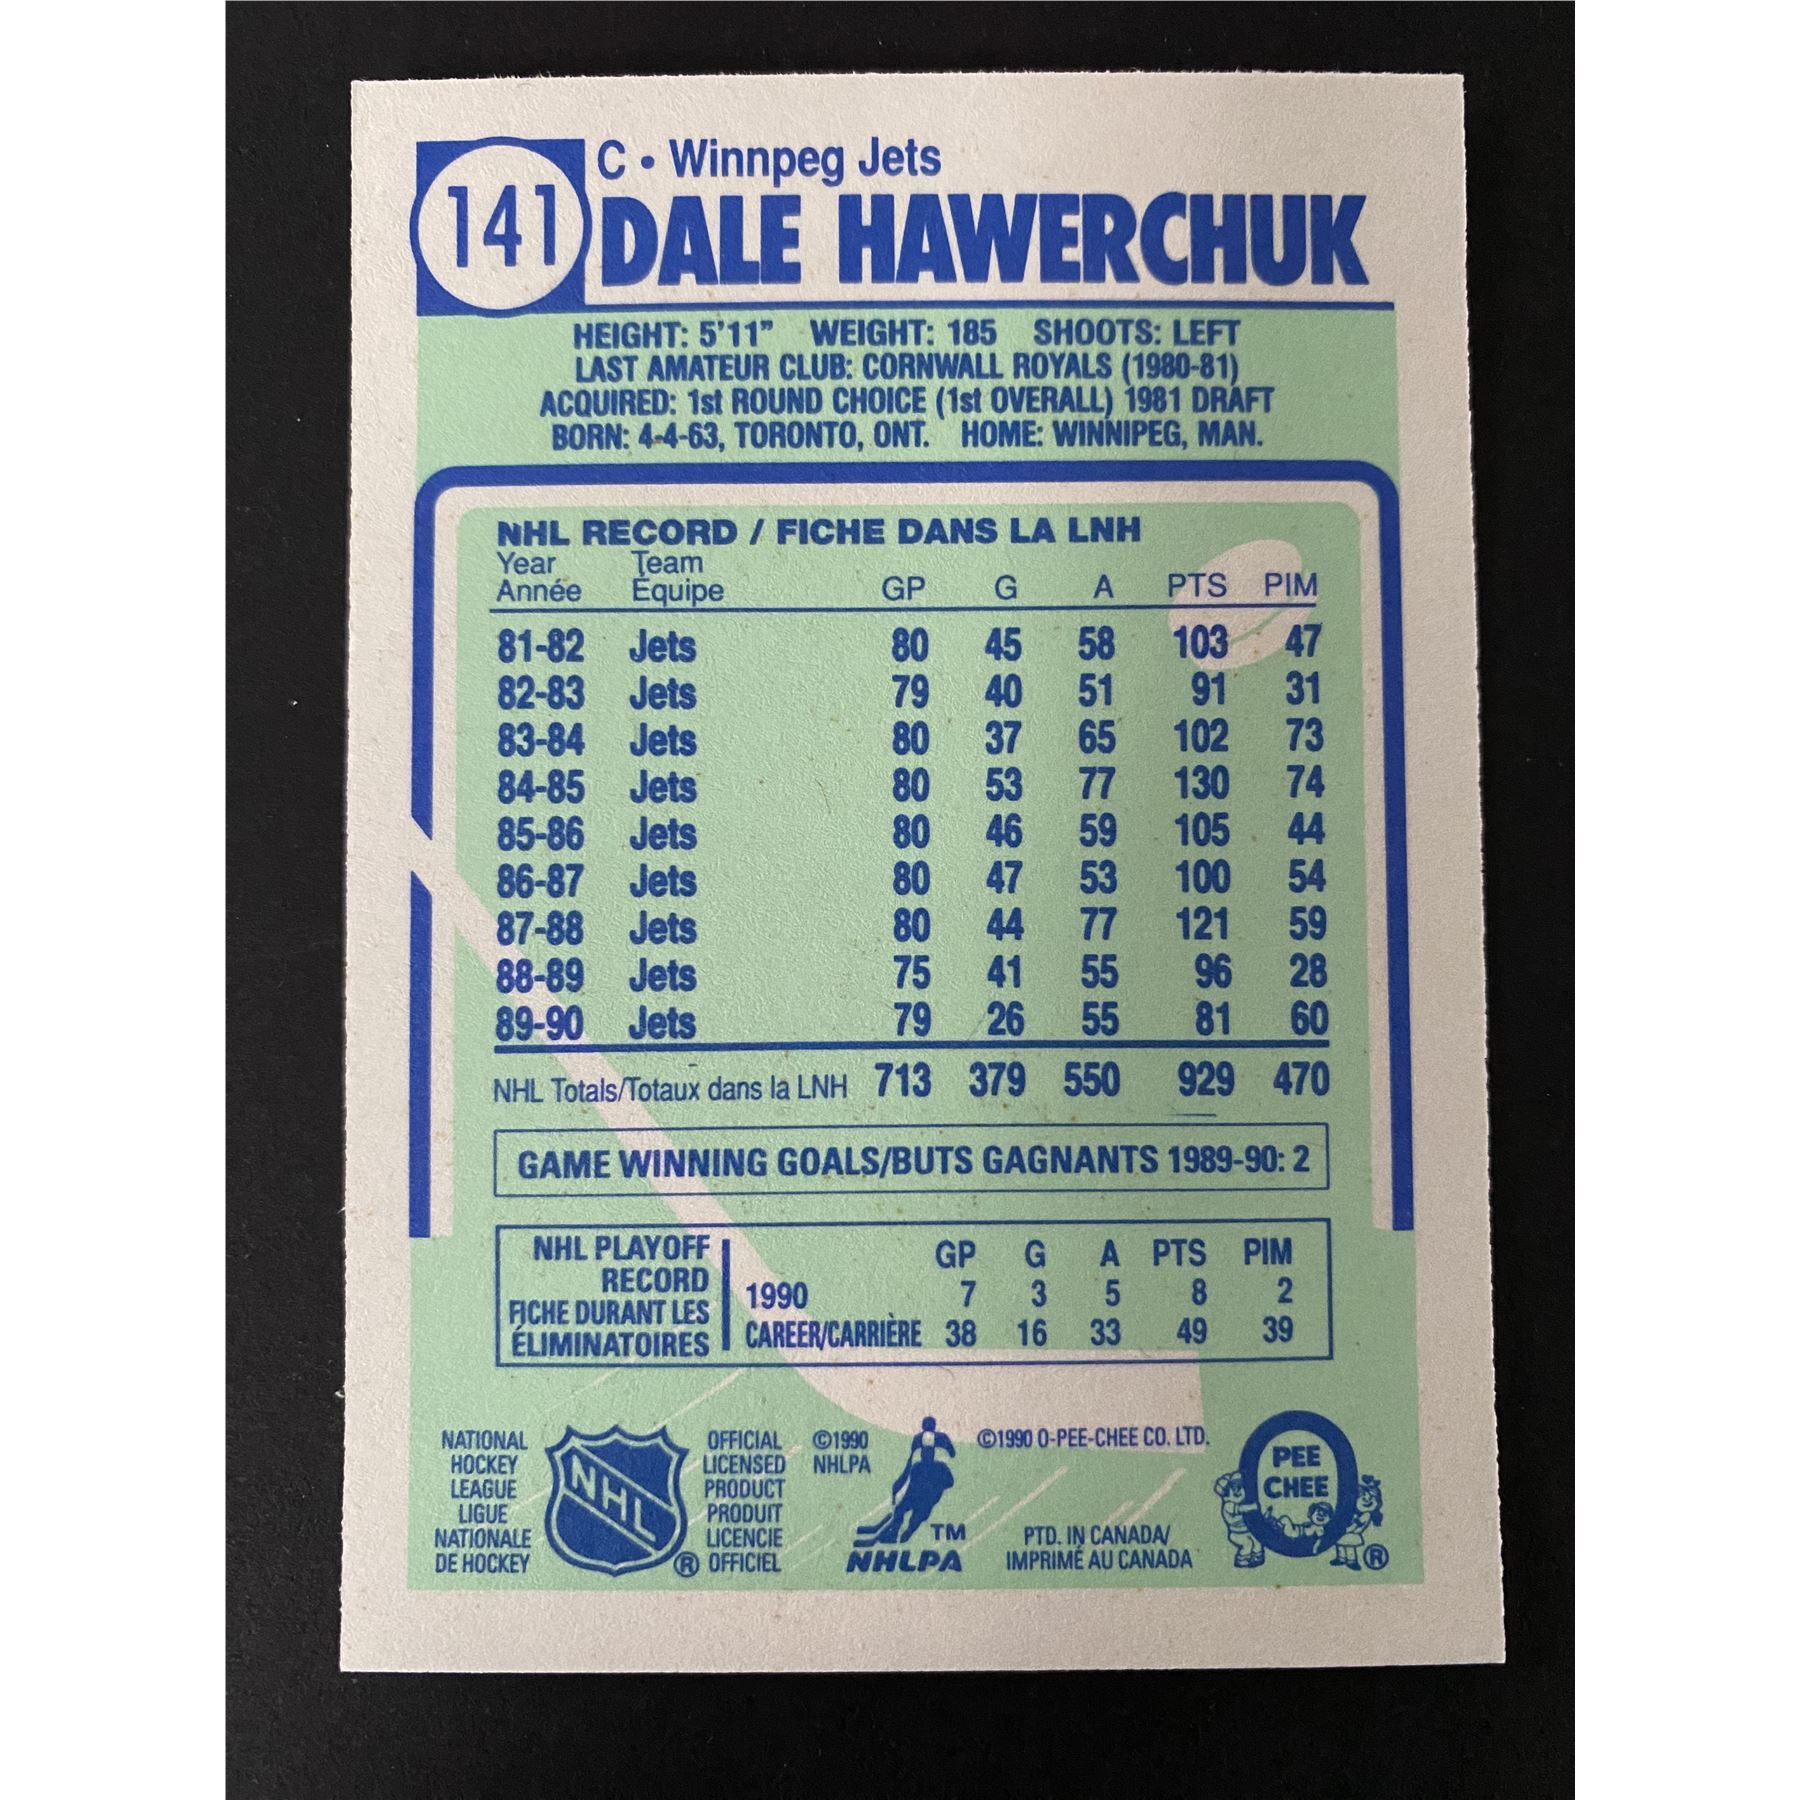 141
C • Winnpeg Jets
DALE HAWERCHUK
HEIGHT: 5'11" WEIGHT: 185 SHOOTS: LEFT
LAST AMATEUR CLUB: CORNWALL ROYALS (1980-81)
ACQUIRED: 1st ROUND CHOICE (1st OVERALL) 1981 DRAFT
BORN: 4-4-63, TORONTO, ONT. HOME: WINNIPEG, MAN.
NHL RECORD / FICHE DANS LA LNH
Year Team
Année Équipe GP G A PTS PIM
81-82 Jets 80 45 58 103 47
82-83 Jets 79 40 51 91 31
83-84 Jets 80 37 65 102 73
84-85 Jets 80 53 77 130 74
85-86 Jets 80 46 59 105 44
86-87 Jets 80 47 53 100 54
87-88 Jets 80 44 77 121 59
88-89 Jets 75 41 55 96 28
89-90 Jets 79 26 55 81 60
NHL Totals/Totaux dans la LNH 713 379 550 929 470
GAME WINNING GOALS/BUTS GAGNANTS 1989-90: 2
NHL PLAYOFF
RECORD
FICHE DURANT LES
ÉLIMINATOIRES
GP G A PTS PIM
1990 7 3 5 8 2
CAREER/CARRIÈRE 38 16 33 49 39
NATIONAL
HOCKEY
LEAGUE
LIGUE
NATIONALE
DE HOCKEY
NHL
®
OFFICIAL
LICENSED
PRODUCT
PRODUIT
LICENCIE
OFFICIEL
©1990
NHLPA
TM
NHLPA
©1990 O-PEE-CHEE CO. LTD.
PTD. IN CANADA/
IMPRIMÉ AU CANADA
PEE
CHEE
®